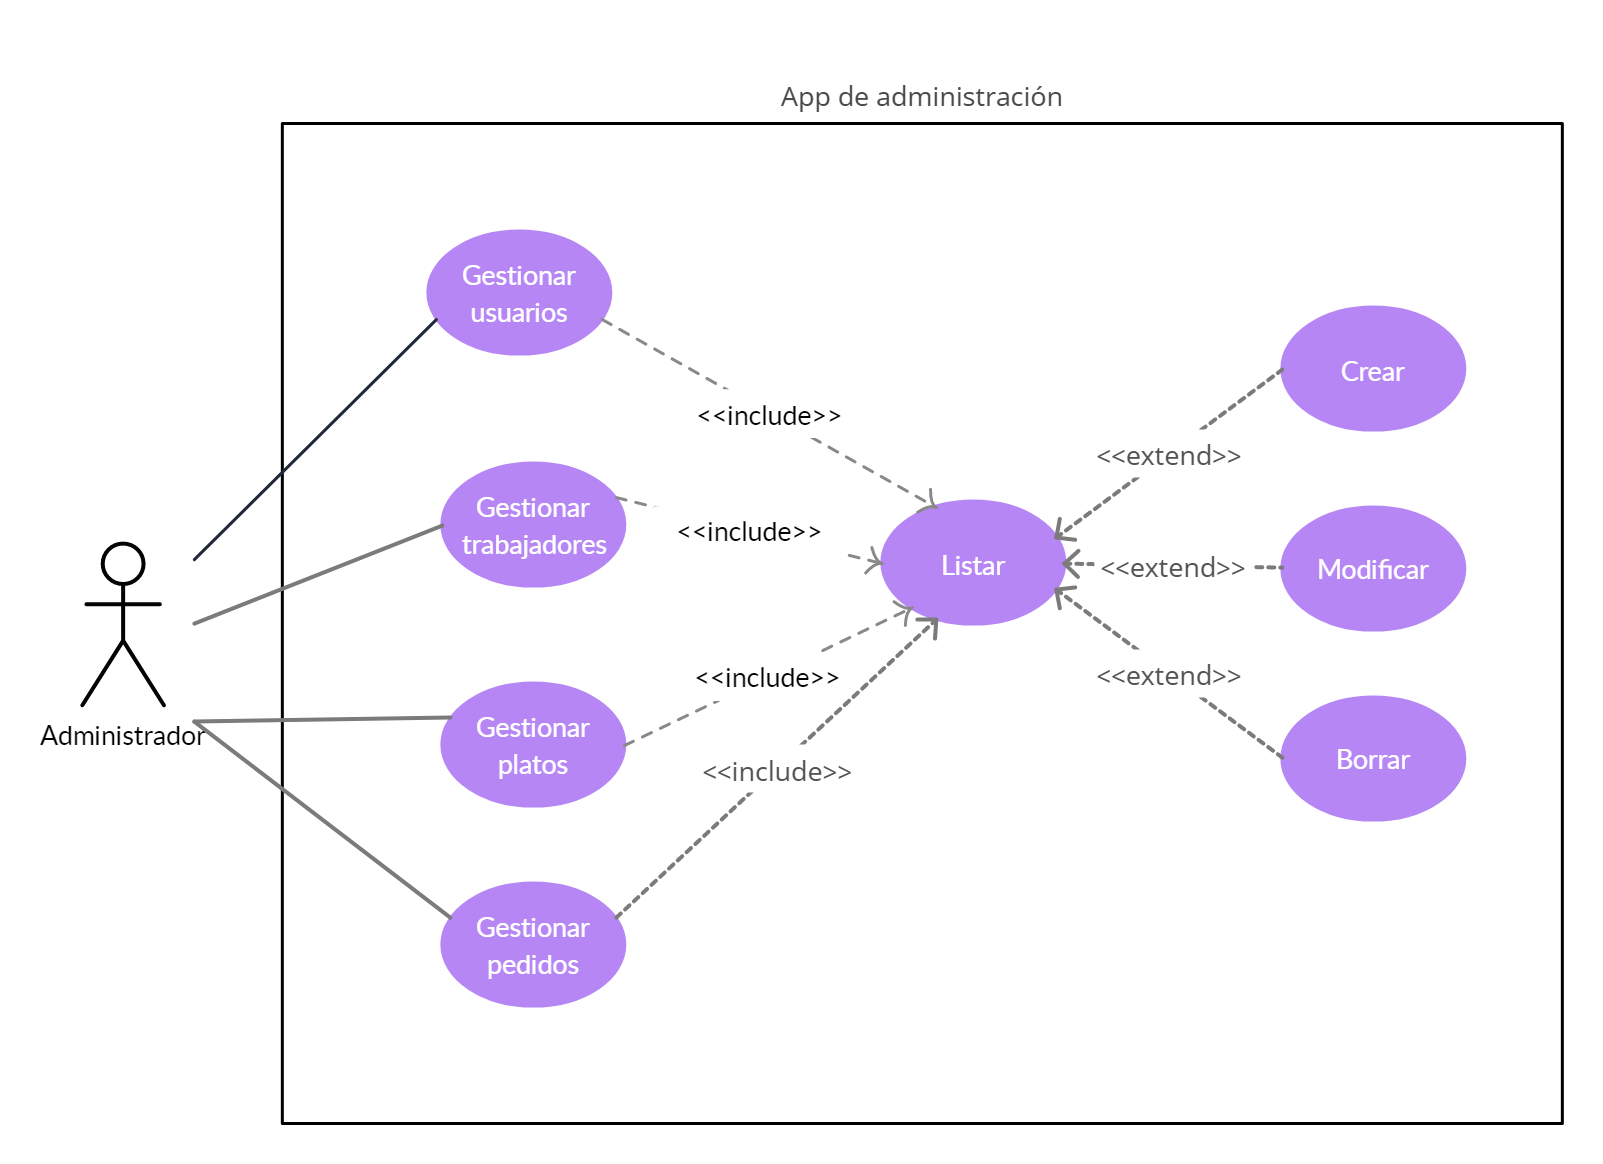 App de administración
Gestionar
usuarios
Crear
<<include>>
<<extend>>
Gestionar
trabajadores
<<include>>
Listar
<<extend>>
Modificar
<<include>>
<<extend>>
Administrador
Gestionar
platos
Borrar
<<include>>
Gestionar
pedidos